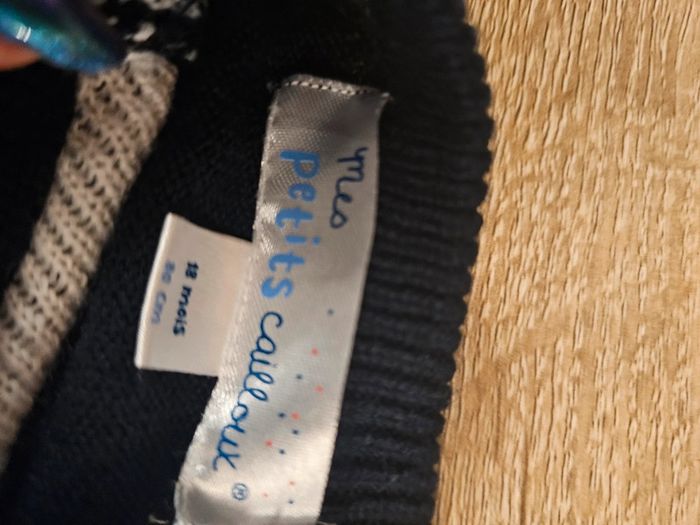 mes
petits
cailloux®
18 mois
80 cm